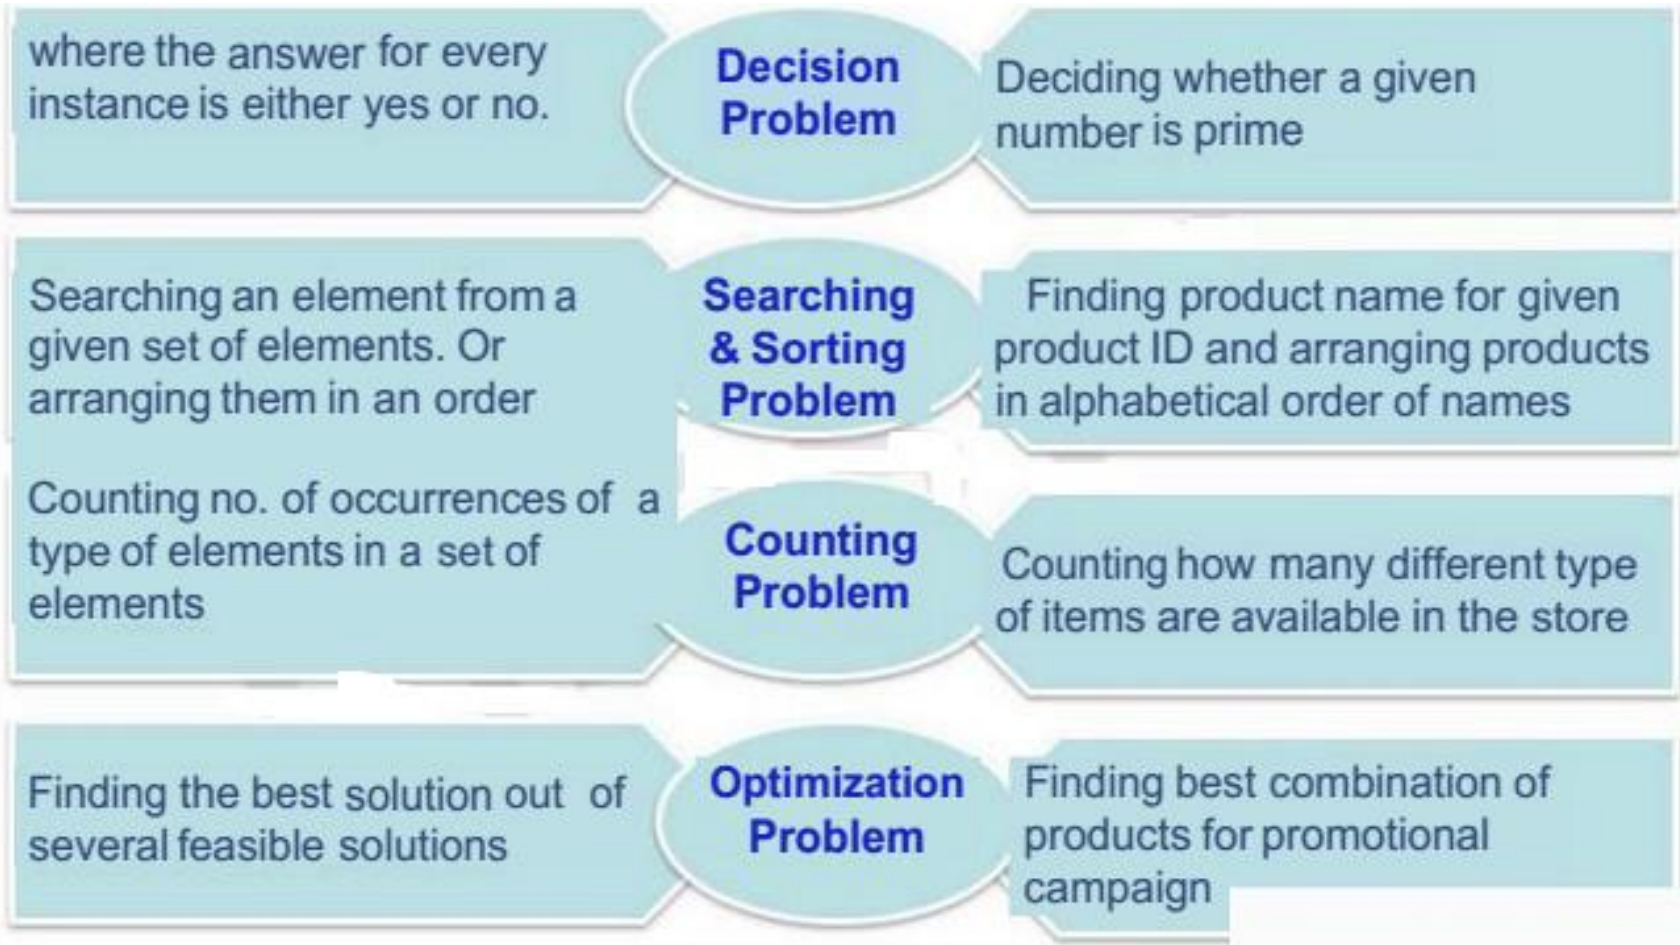 where the answer for every
instance is either yes or no.
Decision
Problem
Deciding whether a given
number is prime
Searching an element from a
given set of elements. Or
arranging them in an order
Searching
& Sorting
Problem
Finding product name for given
product ID and arranging products
in alphabetical order of names
Counting no. of occurrences of a
type of elements in a set of
elements
Counting
Problem
Counting how many different type
of items are available in the store
Finding the best solution out of
several feasible solutions
Optimization
Problem
Finding best combination of
products for promotional
campaign